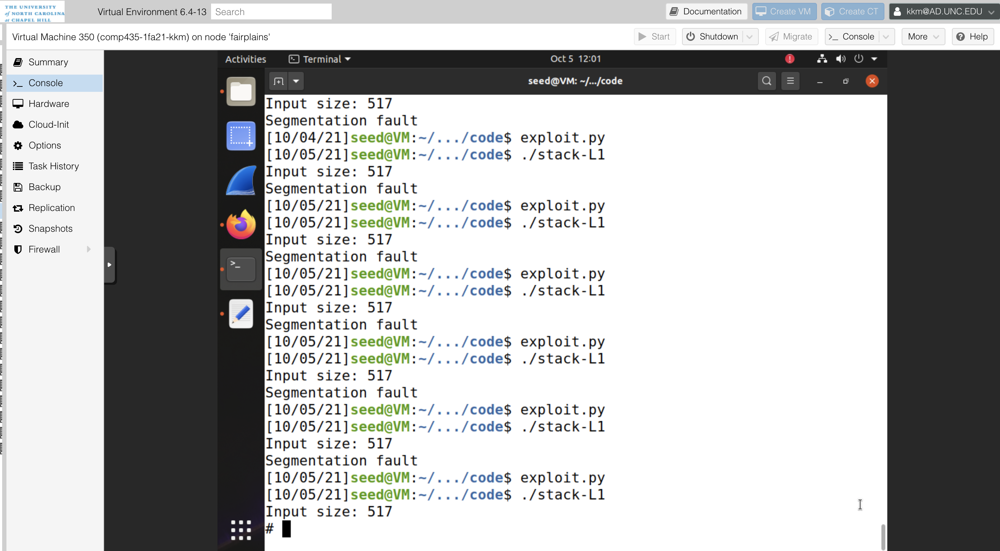 THE UNIVERSITY
of NORTH CAROLINA
at CHAPEL HILL
Virtual Environment 6.4-13
Search
Documentation
Create VM
Create CT
kkm@AD.UNC.EDU
Virtual Machine 350 (comp435-1fa21-kkm) on node 'fairplains'
Start
Shutdown
Migrate
>_ Console
More
Help
Summary
>_ Console
Hardware
Cloud-Init
Options
Task History
Backup
Replication
Snapshots
Firewall
Activities
Terminal
Oct 5 12:01
seed@VM: ~/.../code
Input size: 517
Segmentation fault
[10/04/21]seed@VM:~/.../code$ exploit.py
[10/05/21]seed@VM:~/.../code$ ./stack-L1
Input size: 517
Segmentation fault
[10/05/21]seed@VM:~/.../code$ exploit.py
[10/05/21]seed@VM:~/.../code$ ./stack-L1
Input size: 517
Segmentation fault
[10/05/21]seed@VM:~/.../code$ exploit.py
[10/05/21]seed@VM:~/.../code$ ./stack-L1
Input size: 517
Segmentation fault
[10/05/21]seed@VM:~/.../code$ exploit.py
[10/05/21]seed@VM:~/.../code$ ./stack-L1
Input size: 517
Segmentation fault
[10/05/21]seed@VM:~/.../code$ exploit.py
[10/05/21]seed@VM:~/.../code$ ./stack-L1
Input size: 517
Segmentation fault
[10/05/21]seed@VM:~/.../code$ exploit.py
[10/05/21]seed@VM:~/.../code$ ./stack-L1
Input size: 517
#